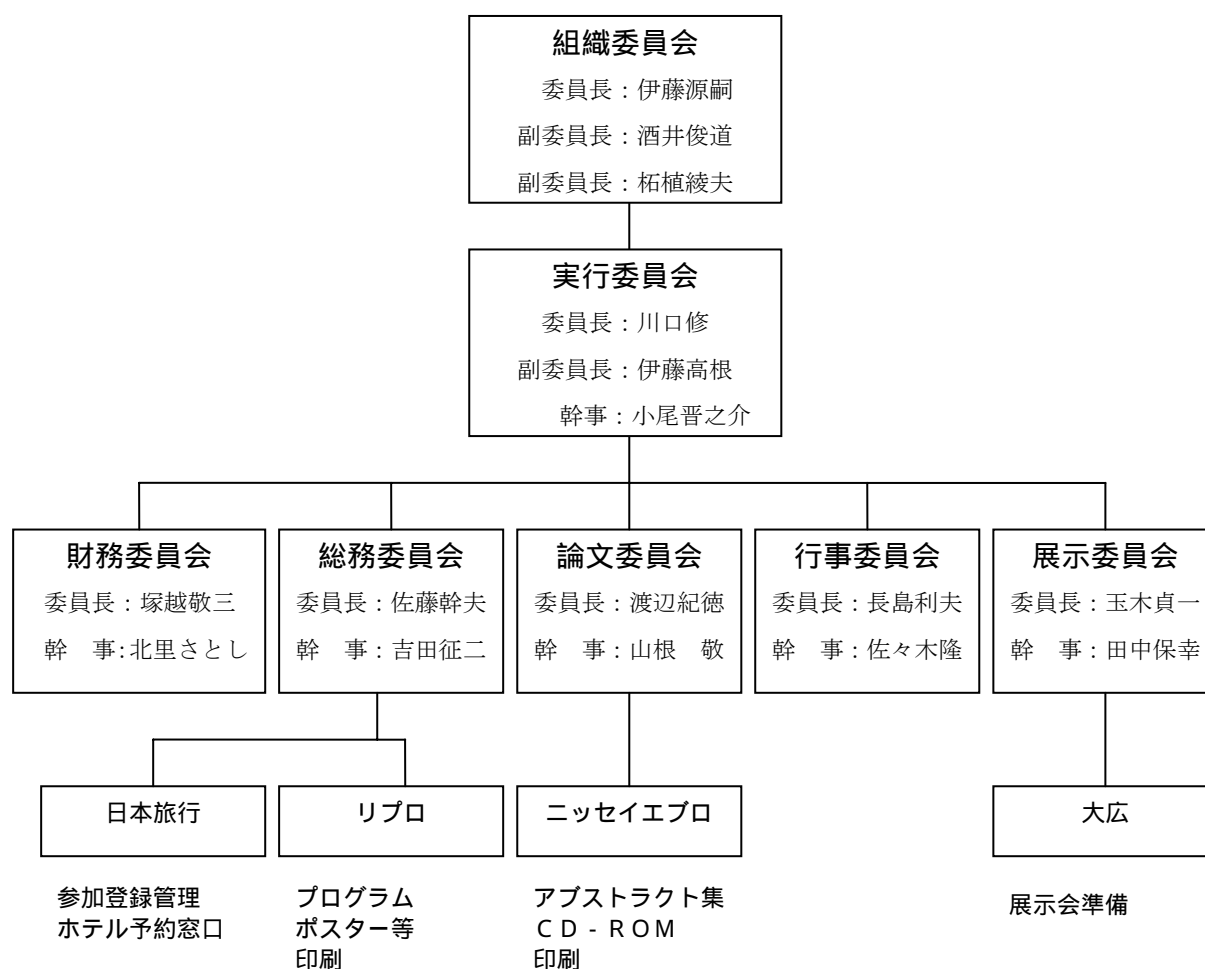 組織委員会
委員長：伊藤源嗣
副委員長：酒井俊道
副委員長：柘植綾夫
実行委員会
委員長：川口修
副委員長：伊藤高根
幹事：小尾晋之介
財務委員会
委員長：塚越敬三
幹　事：北里さとし
総務委員会
委員長：佐藤幹夫
幹　事：吉田征二
論文委員会
委員長：渡辺紀徳
幹　事：山根　敬
行事委員会
委員長：長島利夫
幹　事：佐々木隆
展示委員会
委員長：玉木貞一
幹　事：田中保幸
日本旅行
リプロ
ニッセイエブロ
大広
参加登録管理
ホテル予約窓口
プログラム
ポスター等
印刷
アブストラクト集
ＣＤ-ＲＯＭ
印刷
展示会準備